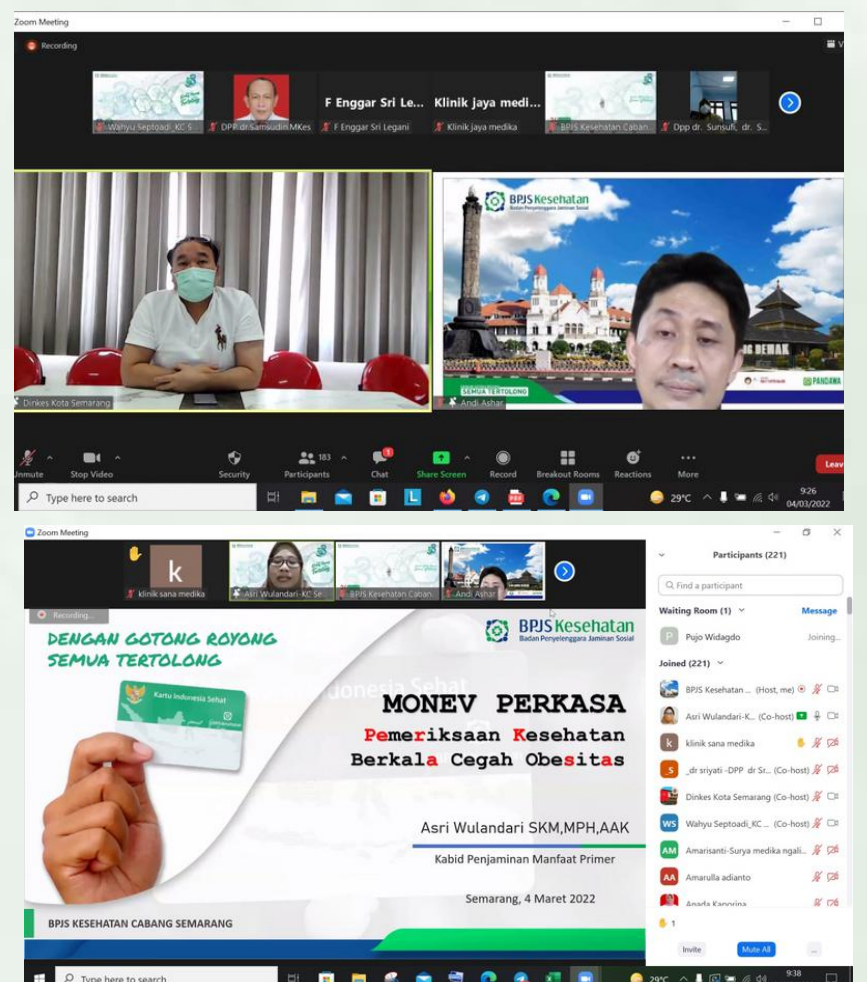 Zoom Meeting
Recording
Wahyu Septoadi_KC S...
DPP dr.Samsudin.MKes
F Enggar Sri Le...
F Enggar Sri Legani
Klinik jaya medi...
Klinik jaya medika
BPJS Kesehatan Caban...
Dpp dr. Sunsufi, dr. S...
Dinkes Kota Semarang
BPJS Kesehatan
Badan Penyelenggara Jaminan Sosial
SEMUA TERTOLONG
PANDAWA
Andi Ashar
Stop Video
Security
183
Participants
1
Chat
Share Screen
Record
Breakout Rooms
Reactions
More
Leav
Type here to search
29°C
9:26
04/03/2022
Zoom Meeting
k
klinik sana medika
Asri Wulandari-KC Se...
BPJS Kesehatan Caban...
Andi Ashar
Recording...
DENGAN GOTONG ROYONG
SEMUA TERTOLONG
BPJS Kesehatan
Badan Penyelenggara Jaminan Sosial
Kartu Indonesia Sehat
MONEV PERKASA
Pemeriksaan Kesehatan
Berkala Cegah Obesitas
Asri Wulandari SKM,MPH,AAK
Kabid Penjaminan Manfaat Primer
Semarang, 4 Maret 2022
BPJS KESEHATAN CABANG SEMARANG
Participants (221)
Find a participant
Waiting Room (1)
Message
P
Pujo Widagdo
Joining...
Joined (221)
BPJS Kesehatan ... (Host, me)
Asri Wulandari-K... (Co-host)
k
klinik sana medika
S
_dr sriyati -DPP dr Sr... (Co-host)
Dinkes Kota Semarang (Co-host)
WS
Wahyu Septoadi_KC ... (Co-host)
AM
Amarisanti-Surya medika ngali...
AA
Amarulla adianto
1
Invite
Mute All
...
Type here to search
29°C
9:38